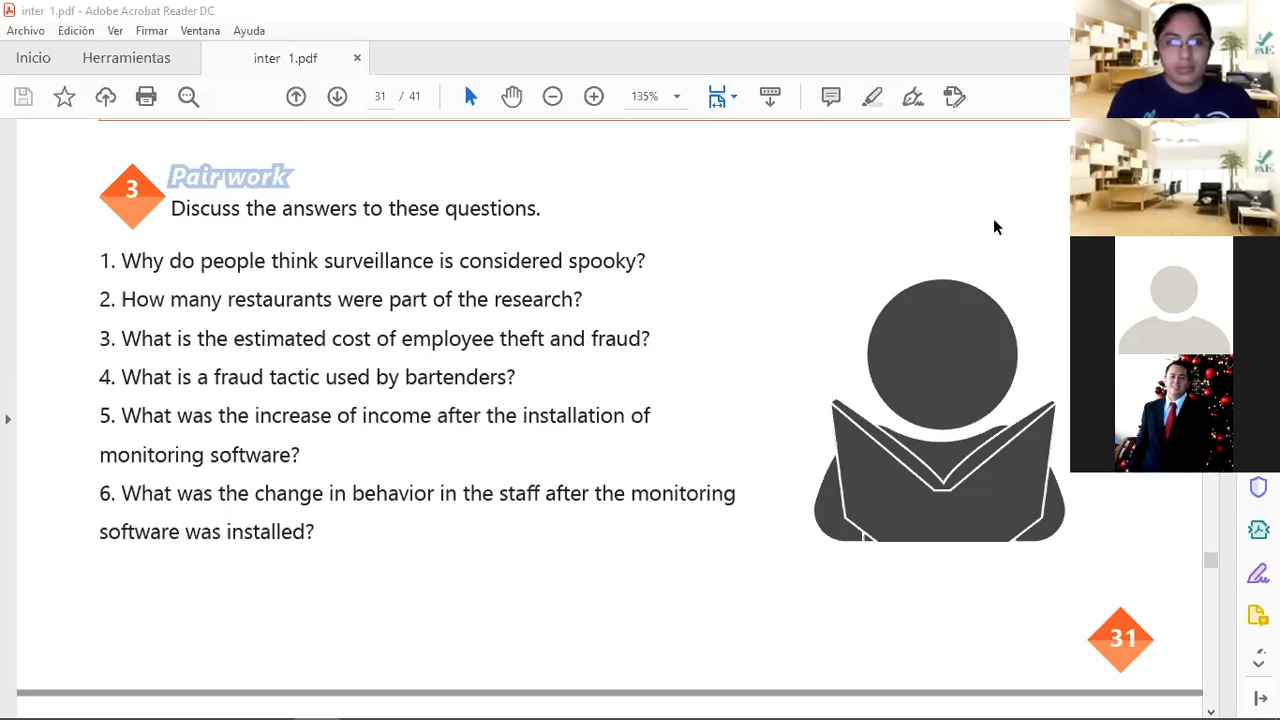 inter 1.pdf - Adobe Acrobat Reader DC
Archivo Edición Ver Firmar Ventana Ayuda
Inicio Herramientas inter 1.pdf ×
31 / 41 135%
3 Pair work
Discuss the answers to these questions.
1. Why do people think surveillance is considered spooky?
2. How many restaurants were part of the research?
3. What is the estimated cost of employee theft and fraud?
4. What is a fraud tactic used by bartenders?
5. What was the increase of income after the installation of
monitoring software?
6. What was the change in behavior in the staff after the monitoring
software was installed?
31
PAE
PAE